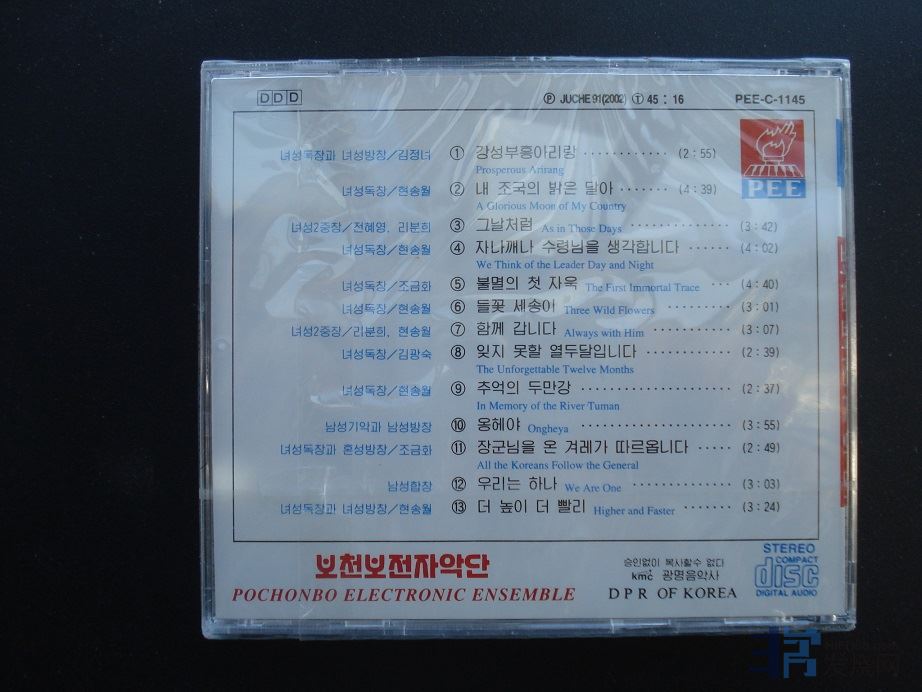 DDD
Ⓟ JUCHE 91(2002) Ⓣ 45 : 16 PEE-C-1145
녀성독창과 녀성방창/김정녀 ① 강성부흥아리랑 ············ (2:55)
Prosperous Arirang
PEE
녀성독창/현송월 ② 내 조국의 밝은 달아 ······· (4:39)
A Glorious Moon of My Country
녀성2중창/전혜영, 리분희 ③ 그날처럼 As in Those Days ·············· (3:42)
녀성독창/현송월 ④ 자나깨나 수령님을 생각합니다 ······ (4:02)
We Think of the Leader Day and Night
녀성독창/조금화 ⑤ 불멸의 첫 자욱 The First Immortal Trace ··· (4:40)
녀성독창/현송월 ⑥ 들꽃 세송이 Three Wild Flowers ·········· (3:01)
녀성2중창/리분희, 현송월 ⑦ 함께 갑니다 Always with Him ··········· (3:07)
녀성독창/김광숙 ⑧ 잊지 못할 열두달입니다 ············ (2:39)
The Unforgettable Twelve Months
녀성독창/현송월 ⑨ 추억의 두만강 ····················· (2:37)
In Memory of the River Tuman
남성기악과 남성방창 ⑩ 옹헤야 Ongheya ····················· (3:55)
녀성독창과 혼성방창/조금화 ⑪ 장군님을 온 겨레가 따르옵니다 ····· (2:49)
All the Koreans Follow the General
남성합창 ⑫ 우리는 하나 We Are One ·············· (3:03)
녀성독창과 녀성방창/현송월 ⑬ 더 높이 더 빨리 Higher and Faster ······· (3:24)
보천보전자악단
POCHONBO ELECTRONIC ENSEMBLE
승인없이 복사할수 없다
kmc 광명음악사
D P R OF KOREA
STEREO
COMPACT
disc
DIGITAL AUDIO